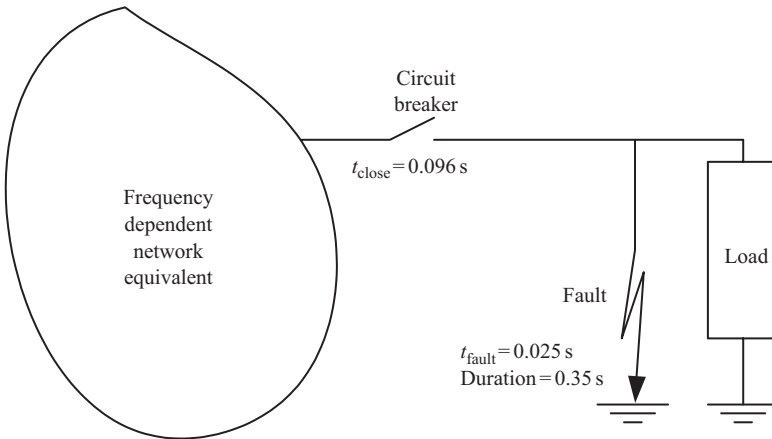 Circuit
breaker
t_close = 0.096 s
Frequency
dependent
network
equivalent
Load
Fault
t_fault = 0.025 s
Duration = 0.35 s